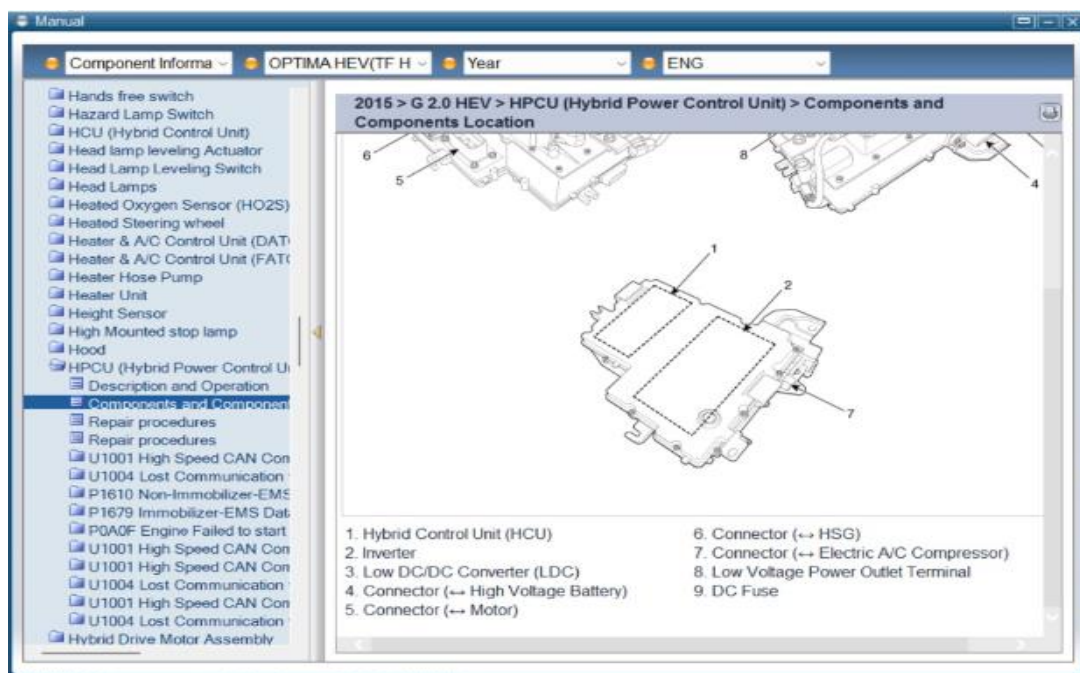 Manual
Component Informa
OPTIMA HEV(TF H
Year
ENG
Hands free switch
Hazard Lamp Switch
HCU (Hybrid Control Unit)
Head lamp leveling Actuator
Head Lamp Leveling Switch
Head Lamps
Heated Oxygen Sensor (HO2S)
Heated Steering wheel
Heater & A/C Control Unit (DAT
Heater & A/C Control Unit (FAT
Heater Hose Pump
Heater Unit
Height Sensor
High Mounted stop lamp
Hood
HPCU (Hybrid Power Control U
Description and Operation
Components and Componen
Repair procedures
Repair procedures
U1001 High Speed CAN Con
U1004 Lost Communication
P1610 Non-Immobilizer-EMS
P1679 Immobilizer-EMS Data
P0A0F Engine Failed to start
U1001 High Speed CAN Con
U1001 High Speed CAN Con
U1004 Lost Communication
U1001 High Speed CAN Con
U1004 Lost Communication
Hybrid Drive Motor Assembly
2015 > G 2.0 HEV > HPCU (Hybrid Power Control Unit) > Components and
Components Location
6
5
8
4
1
2
7
1. Hybrid Control Unit (HCU)
2. Inverter
3. Low DC/DC Converter (LDC)
4. Connector (↔ High Voltage Battery)
5. Connector (↔ Motor)
6. Connector (↔ HSG)
7. Connector (↔ Electric A/C Compressor)
8. Low Voltage Power Outlet Terminal
9. DC Fuse